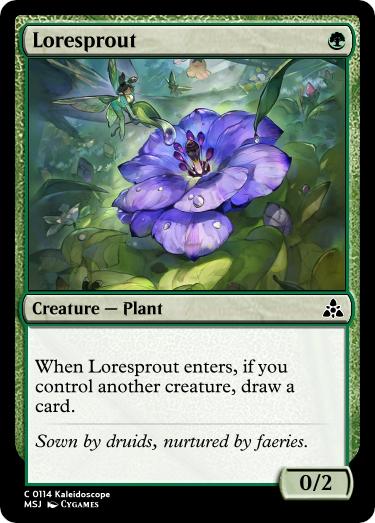 Loresprout
Creature — Plant
When Loresprout enters, if you
control another creature, draw a
card.
Sown by druids, nurtured by faeries.
0/2
C 0114 Kaleidoscope
MSJ Cygames